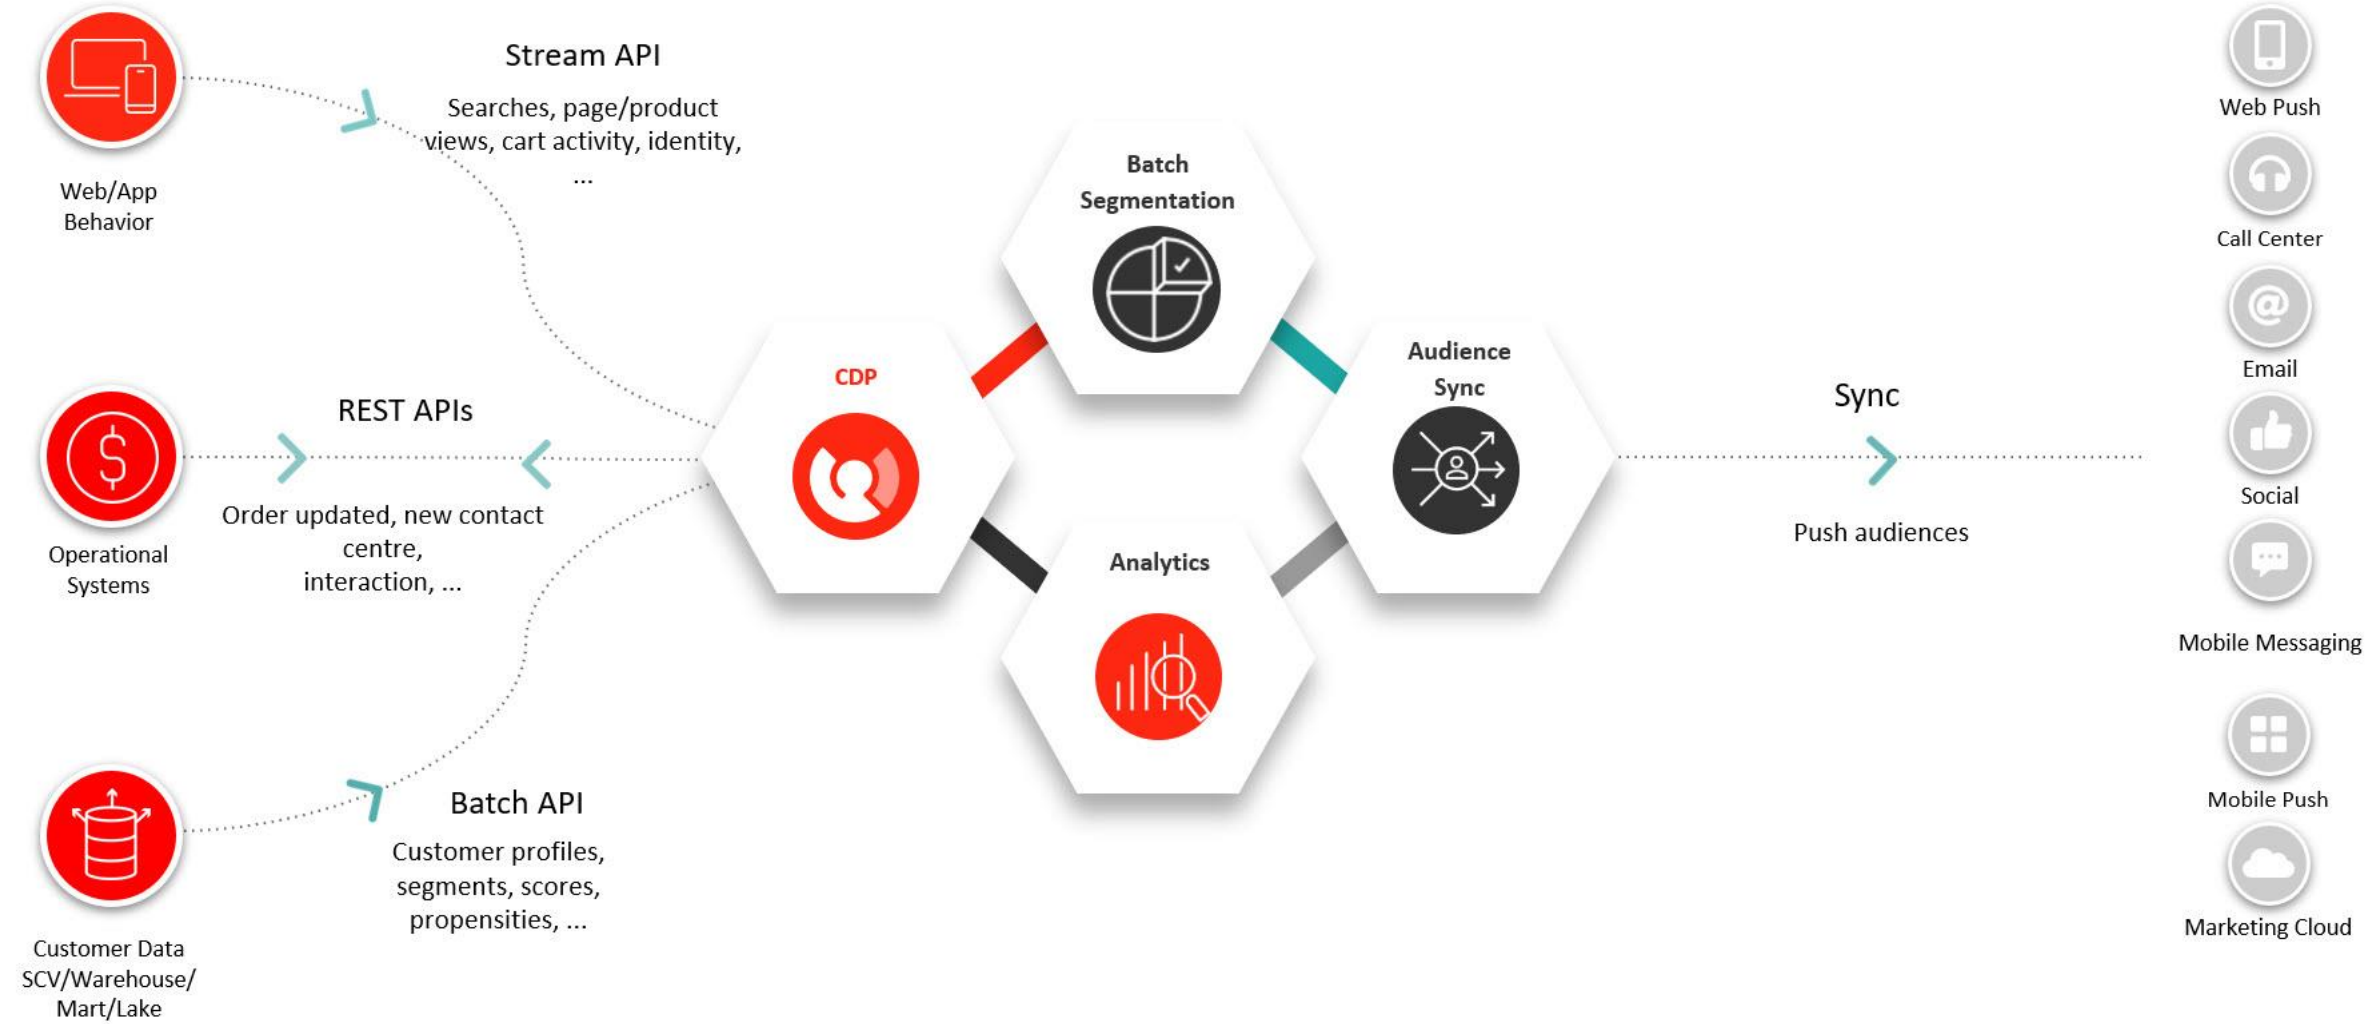 Stream API
Searches, page/product
views, cart activity, identity,
...
Web/App
Behavior
REST APIs
Order updated, new contact
centre,
interaction, ...
Operational
Systems
Batch API
Customer profiles,
segments, scores,
propensities, ...
Customer Data
SCV/Warehouse/
Mart/Lake
CDP
Batch
Segmentation
Analytics
Audience
Sync
Sync
Push audiences
Web Push
Call Center
Email
Social
Mobile Messaging
Mobile Push
Marketing Cloud